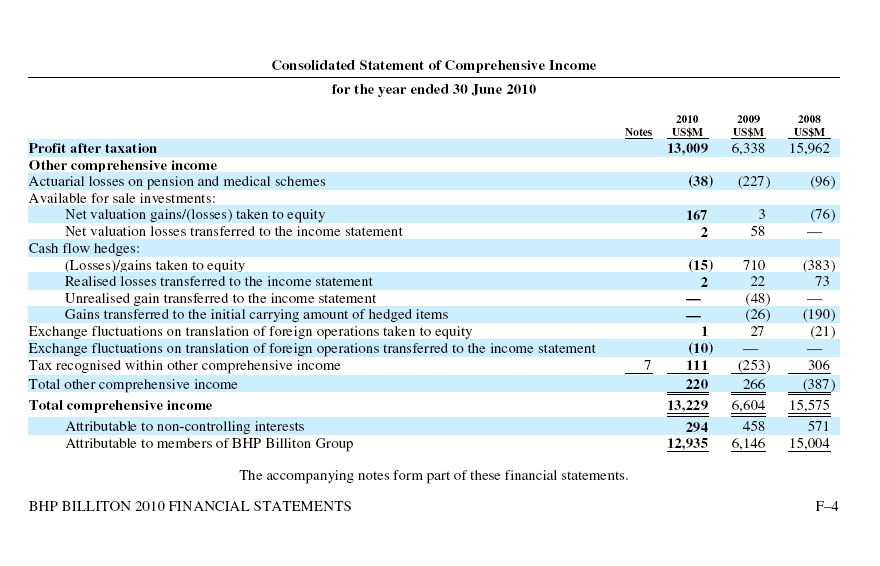 Consolidated Statement of Comprehensive Income
for the year ended 30 June 2010
Notes 2010 US$M 2009 US$M 2008 US$M
Profit after taxation 13,009 6,338 15,962
Other comprehensive income
Actuarial losses on pension and medical schemes (38) (227) (96)
Available for sale investments:
Net valuation gains/(losses) taken to equity 167 3 (76)
Net valuation losses transferred to the income statement 2 58 —
Cash flow hedges:
(Losses)/gains taken to equity (15) 710 (383)
Realised losses transferred to the income statement 2 22 73
Unrealised gain transferred to the income statement — (48) —
Gains transferred to the initial carrying amount of hedged items — (26) (190)
Exchange fluctuations on translation of foreign operations taken to equity 1 27 (21)
Exchange fluctuations on translation of foreign operations transferred to the income statement (10) — —
Tax recognised within other comprehensive income 7 111 (253) 306
Total other comprehensive income 220 266 (387)
Total comprehensive income 13,229 6,604 15,575
Attributable to non-controlling interests 294 458 571
Attributable to members of BHP Billiton Group 12,935 6,146 15,004
The accompanying notes form part of these financial statements.
BHP BILLITON 2010 FINANCIAL STATEMENTS F–4